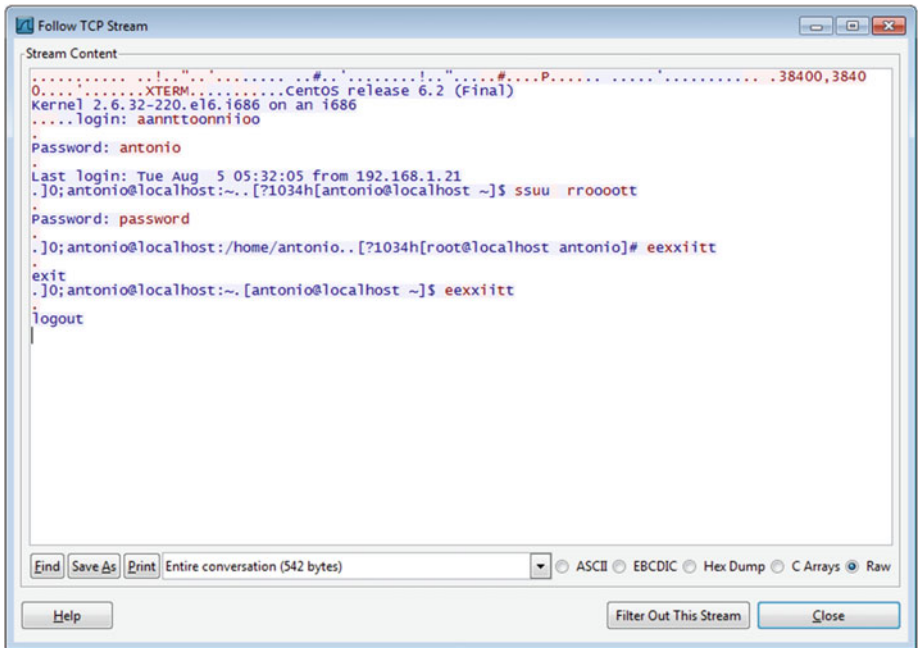 Follow TCP Stream
Stream Content
........... ..!.."..'........ ..#..'........!..".....#....P...... .....'........... .38400,3840
0....'.......XTERM...........CentOS release 6.2 (Final)
Kernel 2.6.32-220.el6.i686 on an i686
.....login: aannttoonniioo
.
Password: antonio
.
Last login: Tue Aug  5 05:32:05 from 192.168.1.21
.]0;antonio@localhost:~..[?1034h[antonio@localhost ~]$ ssuu  rroooott
.
Password: password
.
.]0;antonio@localhost:/home/antonio..[?1034h[root@localhost antonio]# eexxiitt
.
exit
.]0;antonio@localhost:~.[antonio@localhost ~]$ eexxiitt
.
logout
Find Save As Print Entire conversation (542 bytes) ASCII EBCDIC Hex Dump C Arrays Raw
Help Filter Out This Stream Close